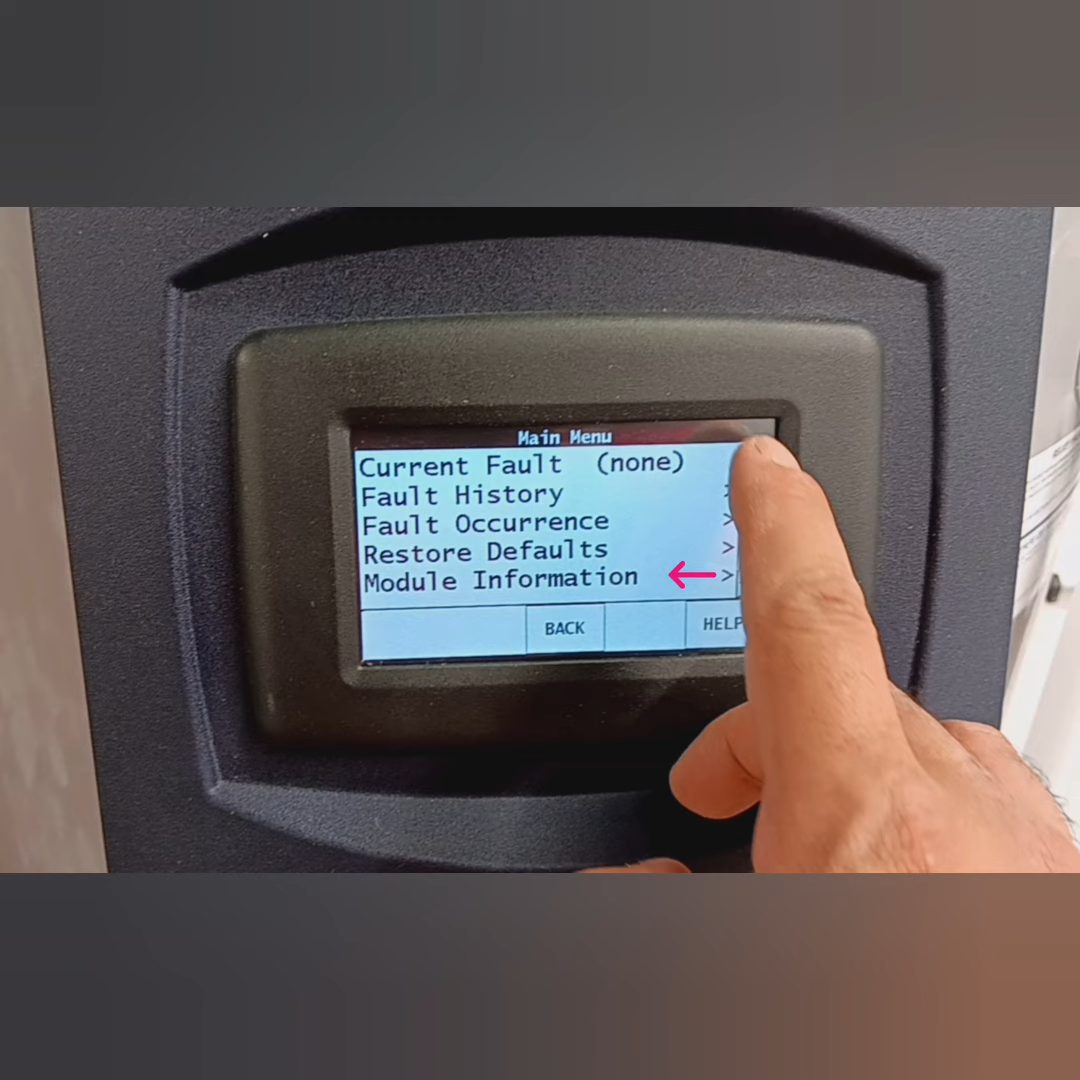 Main Menu
Current Fault (none)
Fault History >
Fault Occurrence >
Restore Defaults >
Module Information >
BACK HELP